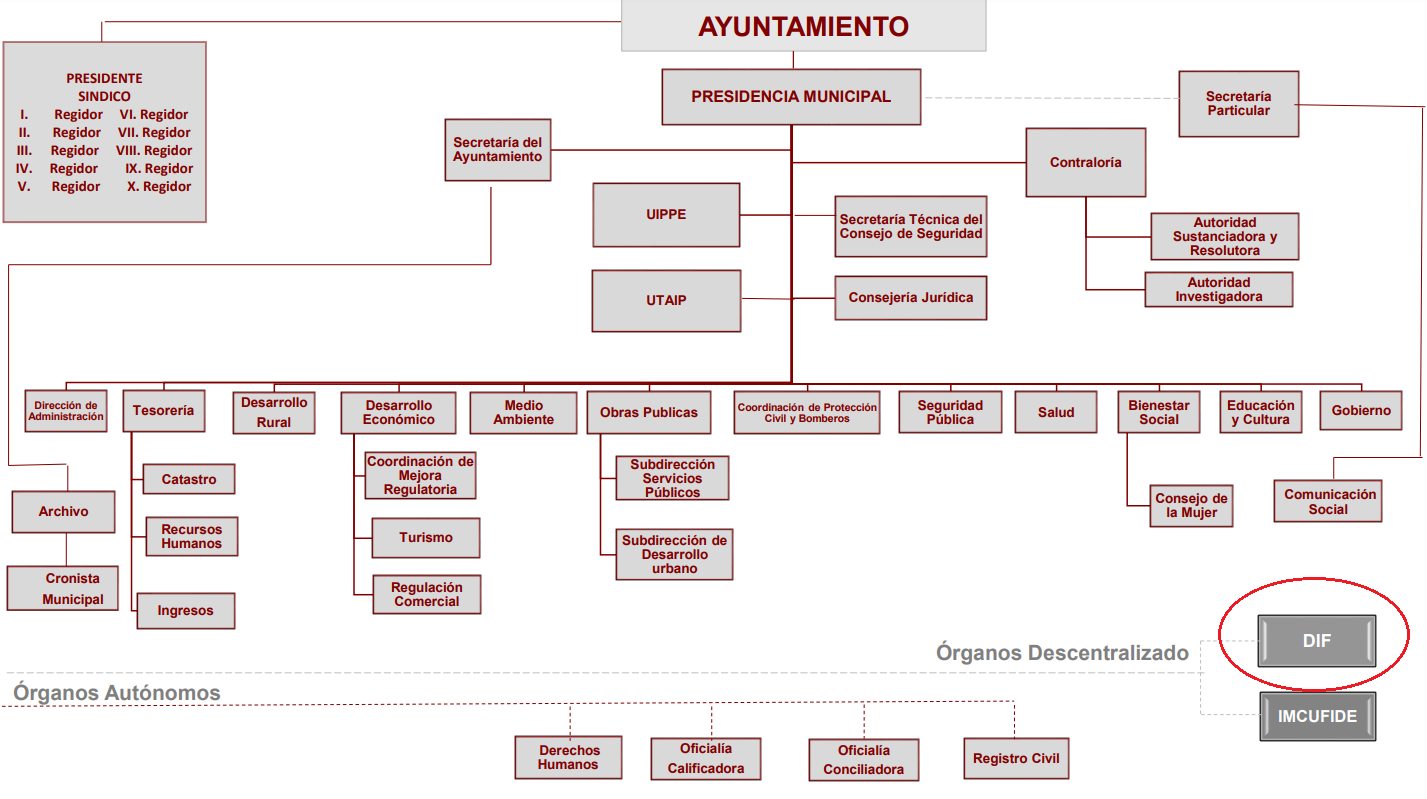 AYUNTAMIENTO
PRESIDENTE
SINDICO
I. Regidor VI. Regidor
II. Regidor VII. Regidor
III. Regidor VIII. Regidor
IV. Regidor IX. Regidor
V. Regidor X. Regidor
PRESIDENCIA MUNICIPAL
Secretaría
Particular
Secretaría del
Ayuntamiento
Contraloría
UIPPE
Secretaría Técnica del
Consejo de Seguridad
Autoridad
Sustanciadora y
Resolutora
UTAIP
Consejería Jurídica
Autoridad
Investigadora
Dirección de
Administración
Tesorería
Desarrollo
Rural
Desarrollo
Económico
Medio
Ambiente
Obras Publicas
Coordinación de Protección
Civil y Bomberos
Seguridad
Pública
Salud
Bienestar
Social
Educación
y Cultura
Gobierno
Archivo
Cronista
Municipal
Catastro
Recursos
Humanos
Ingresos
Coordinación de
Mejora
Regulatoria
Turismo
Regulación
Comercial
Subdirección
Servicios
Públicos
Subdirección de
Desarrollo
urbano
Consejo de
la Mujer
Comunicación
Social
Órganos Descentralizado
DIF
IMCUFIDE
Órganos Autónomos
Derechos
Humanos
Oficialía
Calificadora
Oficialía
Conciliadora
Registro Civil